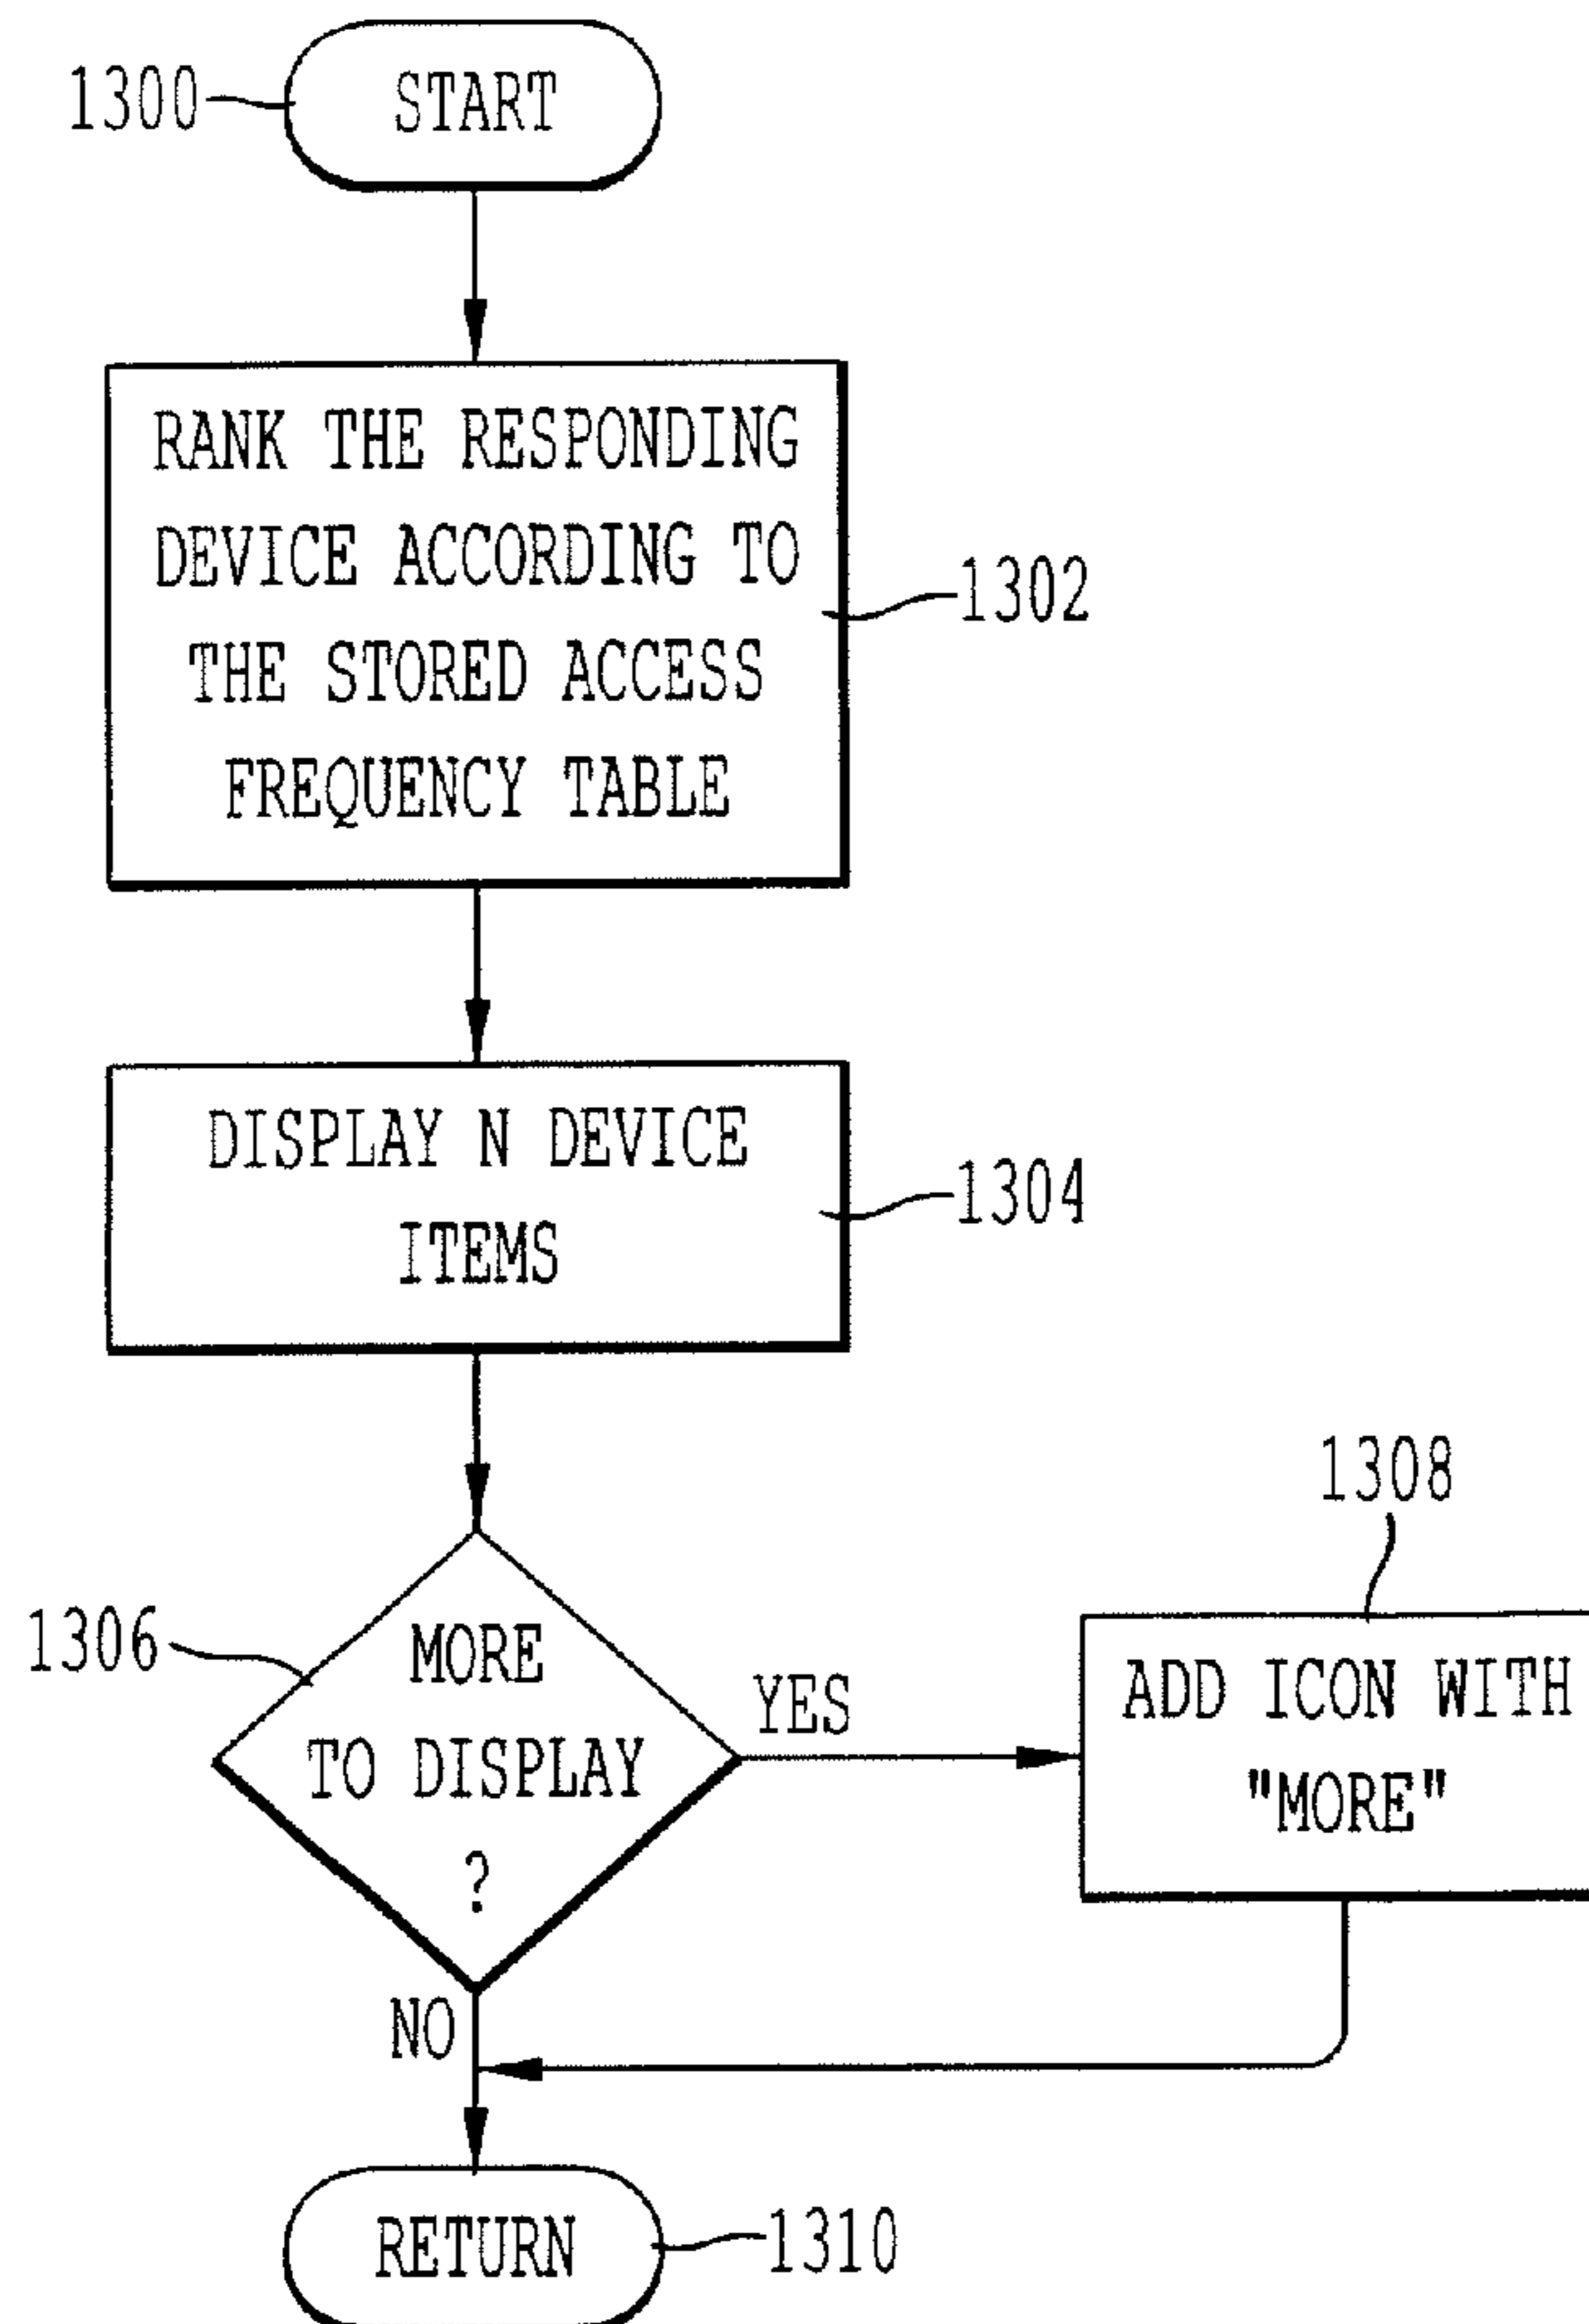 1300
START
RANK THE RESPONDING
DEVICE ACCORDING TO
THE STORED ACCESS
FREQUENCY TABLE
1302
DISPLAY N DEVICE
ITEMS
1304
1306
MORE
TO DISPLAY
?
YES
1308
ADD ICON WITH
"MORE"
NO
RETURN
1310